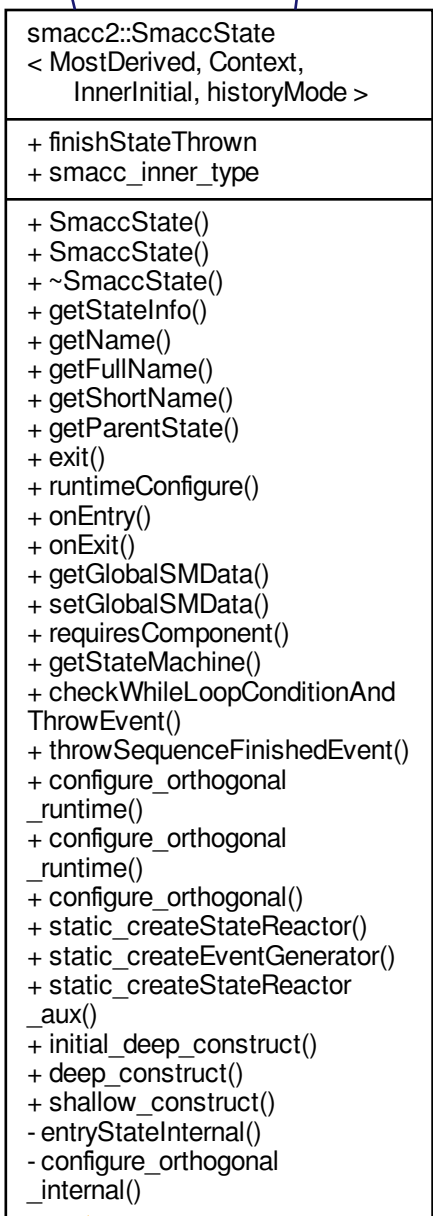 smacc2::SmaccState
< MostDerived, Context,
InnerInitial, historyMode >
+ finishStateThrown
+ smacc_inner_type
+ SmaccState()
+ SmaccState()
+ ~SmaccState()
+ getStateInfo()
+ getName()
+ getFullName()
+ getShortName()
+ getParentState()
+ exit()
+ runtimeConfigure()
+ onEntry()
+ onExit()
+ getGlobalSMData()
+ setGlobalSMData()
+ requiresComponent()
+ getStateMachine()
+ checkWhileLoopConditionAnd
ThrowEvent()
+ throwSequenceFinishedEvent()
+ configure_orthogonal
_runtime()
+ configure_orthogonal
_runtime()
+ configure_orthogonal()
+ static_createStateReactor()
+ static_createEventGenerator()
+ static_createStateReactor
_aux()
+ initial_deep_construct()
+ deep_construct()
+ shallow_construct()
- entryStateInternal()
- configure_orthogonal
_internal()